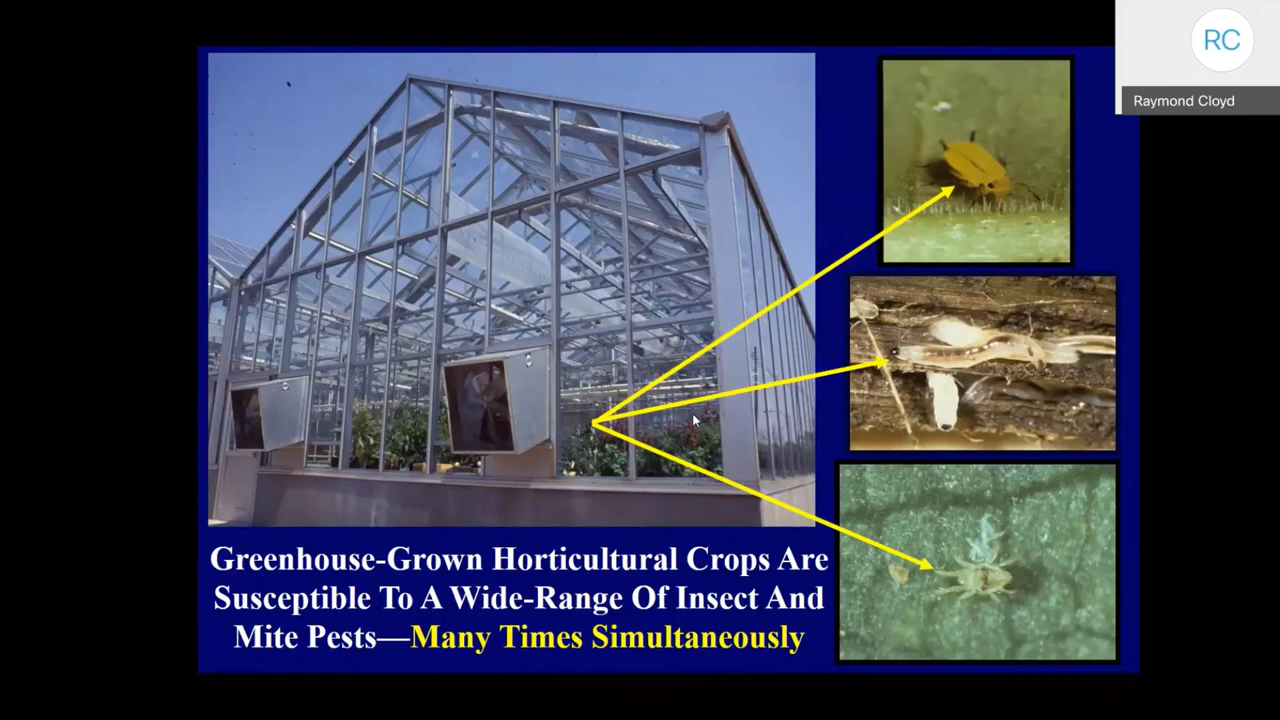 RC
Raymond Cloyd
Greenhouse-Grown Horticultural Crops Are
Susceptible To A Wide-Range Of Insect And
Mite Pests—Many Times Simultaneously